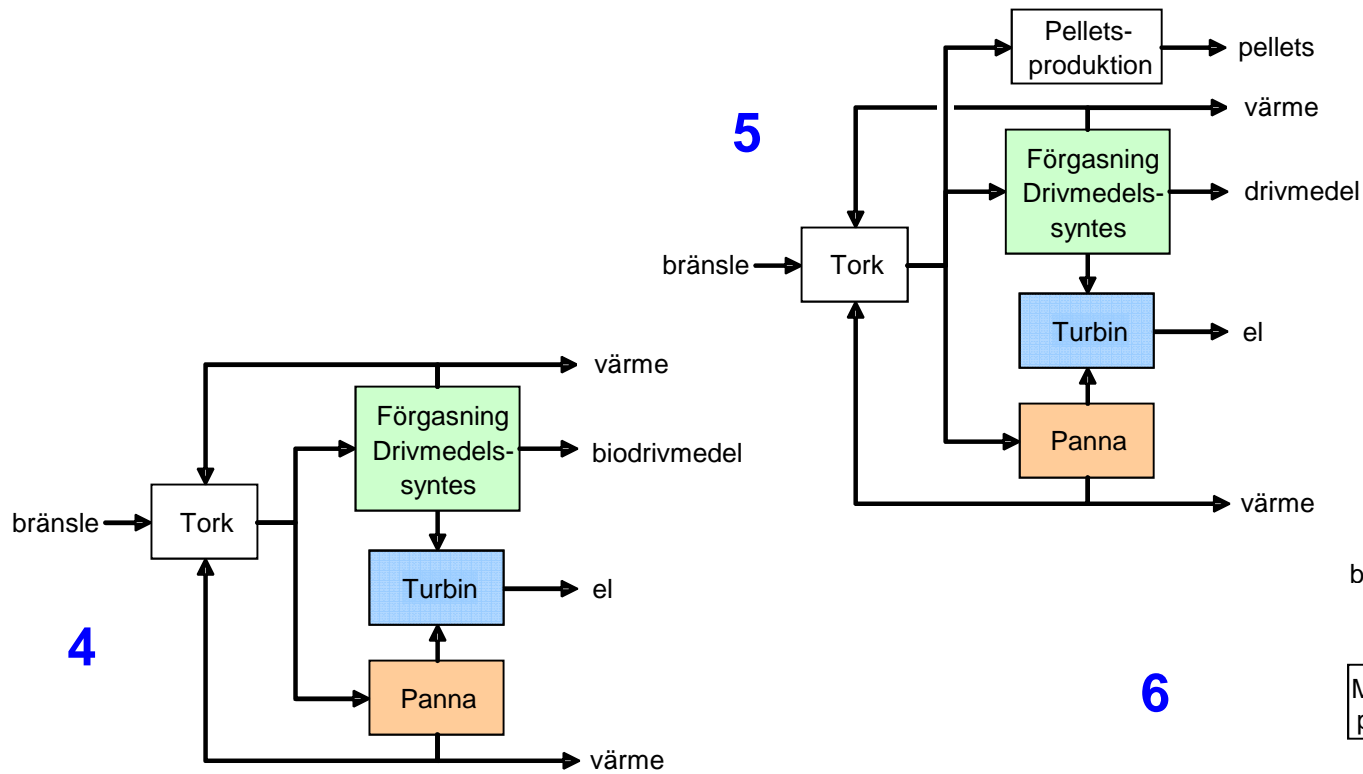 Pellets-
produktion
pellets
värme
5
Förgasning
Drivmedels-
syntes
drivmedel
bränsle
Tork
Turbin
el
Panna
värme
värme
Förgasning
Drivmedels-
syntes
biodrivmedel
bränsle
Tork
Turbin
el
4
Panna
värme
6
b
M
p